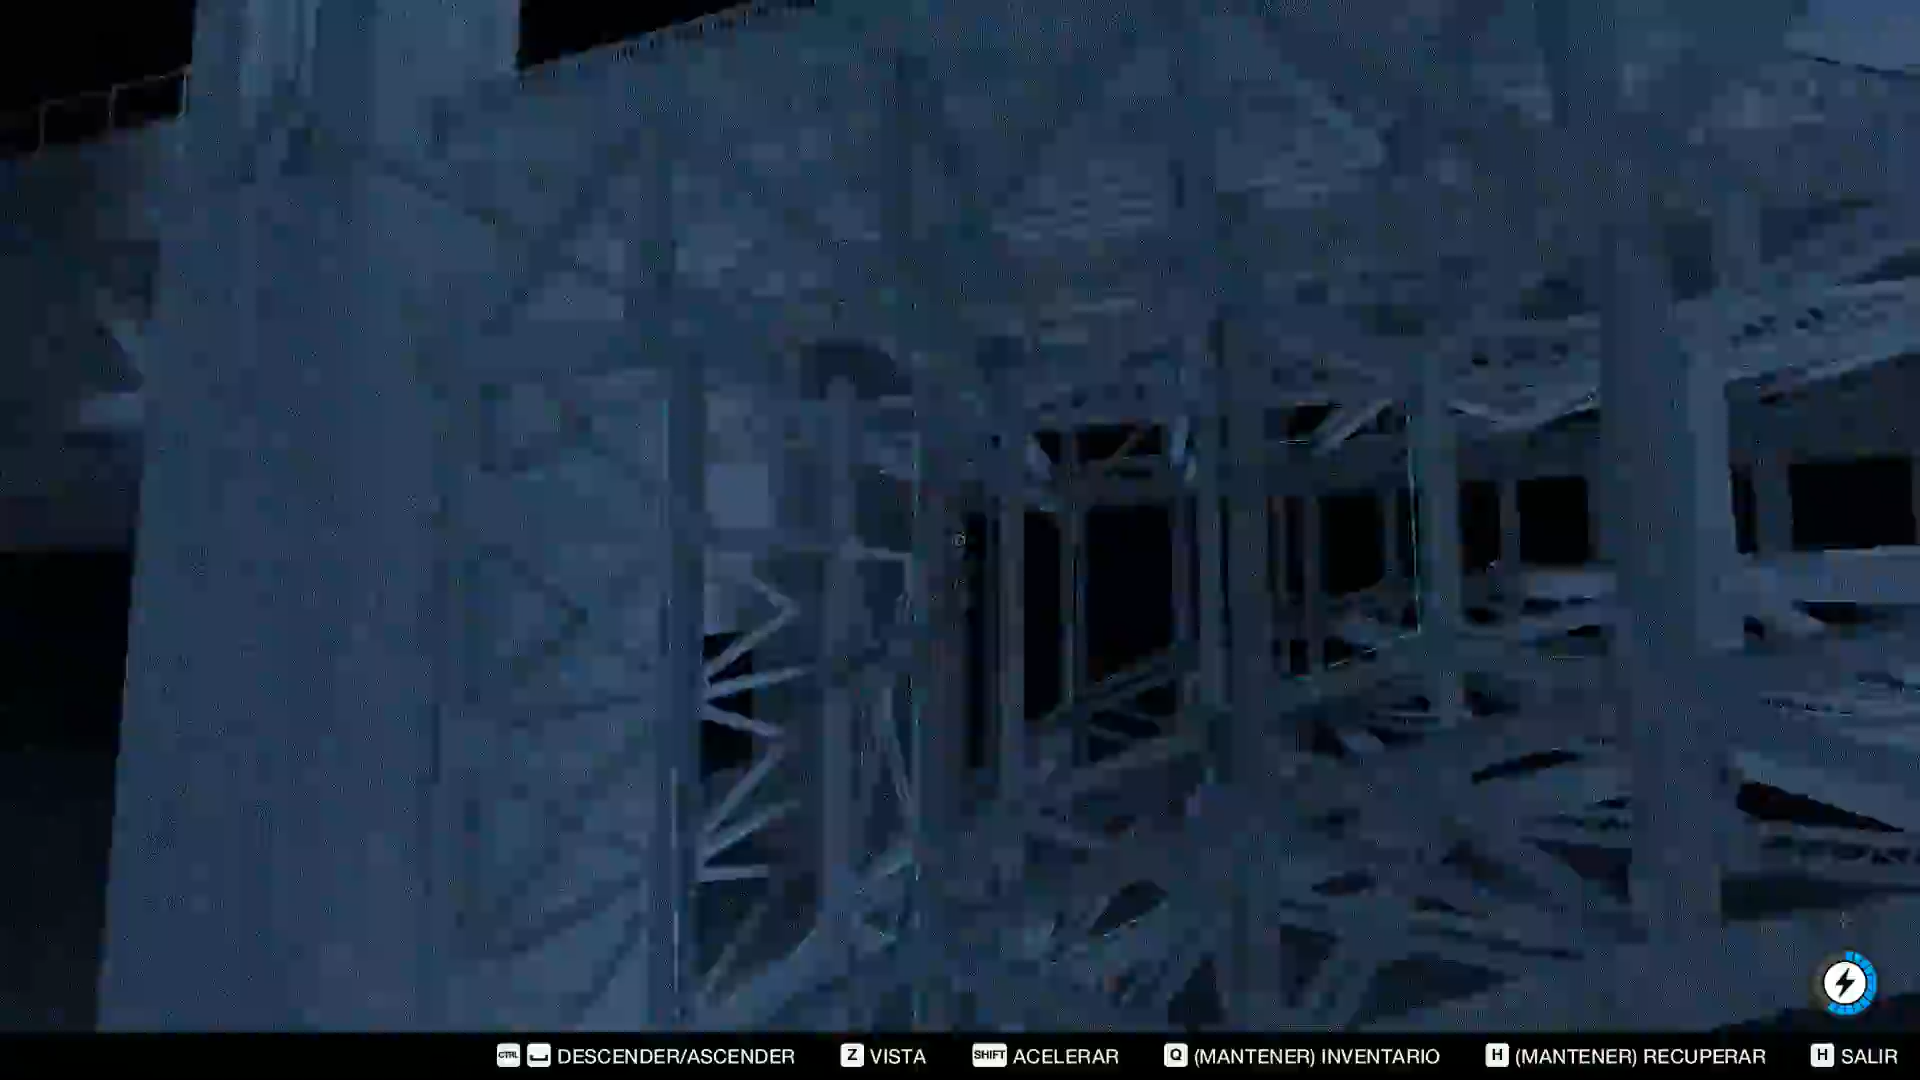 CTRL DESCENDER/ASCENDER Z VISTA SHIFT ACELERAR Q (MANTENER) INVENTARIO H (MANTENER) RECUPERAR H SALIR